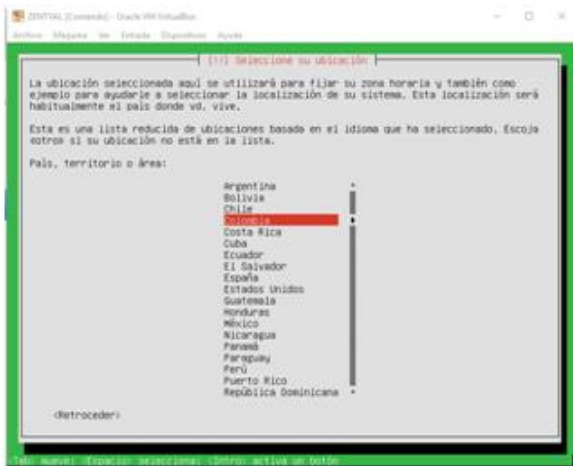 ZENTYAL [Corriendo] - Oracle VM VirtualBox
Archivo Máquina Ver Entrada Dispositivos Ayuda
[!!] Seleccione su ubicación
La ubicación seleccionada aquí se utilizará para fijar su zona horaria y también como
ejemplo para ayudarle a seleccionar la localización de su sistema. Esta localización será
habitualmente el país donde vd. vive.
Esta es una lista reducida de ubicaciones basada en el idioma que ha seleccionado. Escoja
«otro» si su ubicación no está en la lista.
País, territorio o área:
Argentina
Bolivia
Chile
Colombia
Costa Rica
Cuba
Ecuador
El Salvador
España
Estados Unidos
Guatemala
Honduras
México
Nicaragua
Panamá
Paraguay
Perú
Puerto Rico
República Dominicana
<Retroceder>
<Tab> mueve; <Espacio> selecciona; <Intro> activa un botón